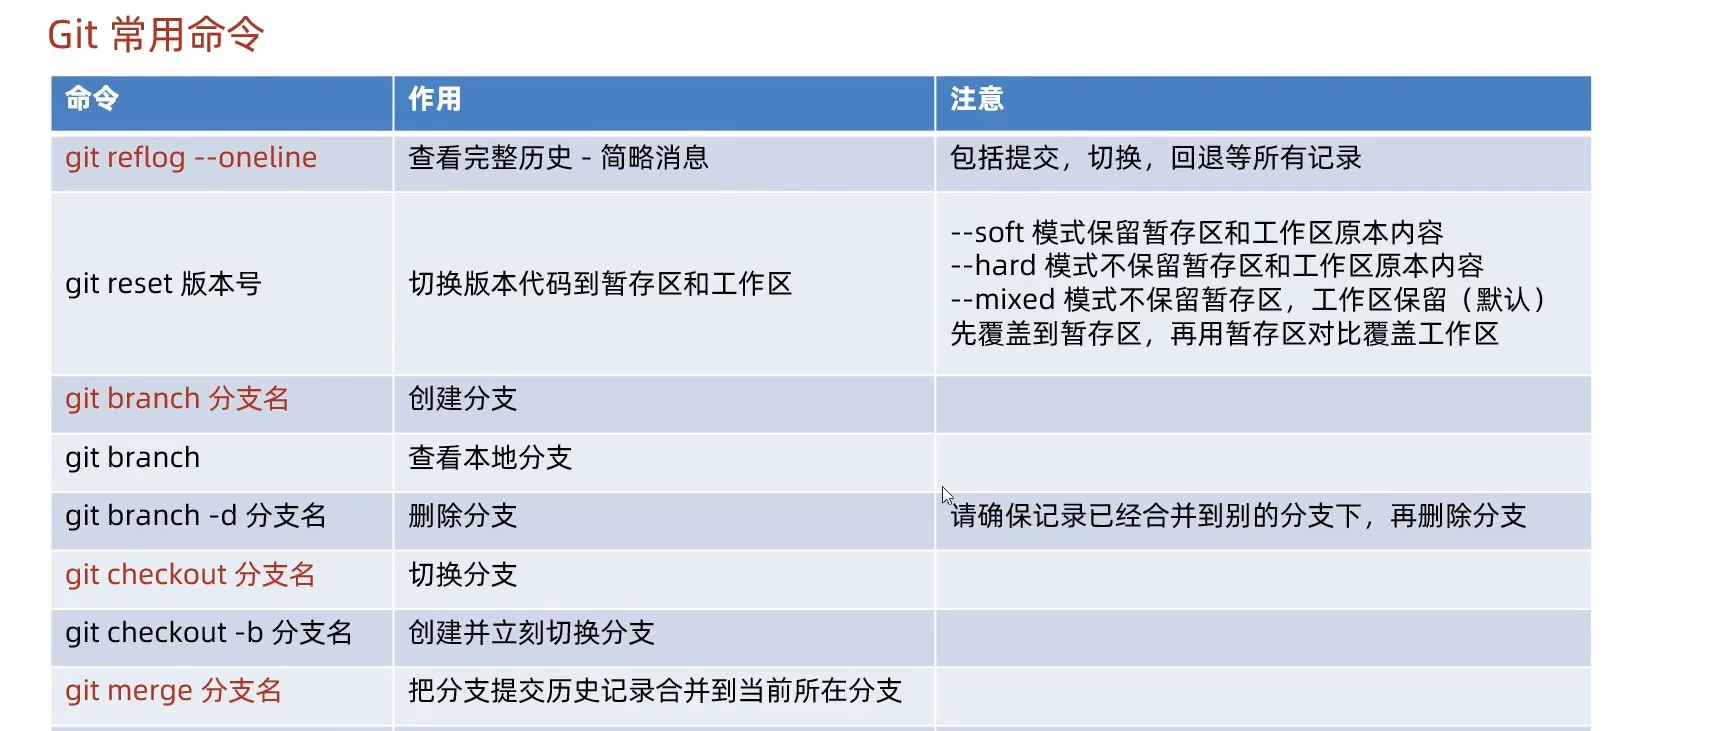 Git 常用命令
命令 作用 注意
git reflog --oneline 查看完整历史 - 简略消息 包括提交，切换，回退等所有记录
git reset 版本号 切换版本代码到暂存区和工作区
--soft 模式保留暂存区和工作区原本内容
--hard 模式不保留暂存区和工作区原本内容
--mixed 模式不保留暂存区，工作区保留（默认）
先覆盖到暂存区，再用暂存区对比覆盖工作区
git branch 分支名 创建分支
git branch 查看本地分支
git branch -d 分支名 删除分支 请确保记录已经合并到别的分支下，再删除分支
git checkout 分支名 切换分支
git checkout -b 分支名 创建并立刻切换分支
git merge 分支名 把分支提交历史记录合并到当前所在分支